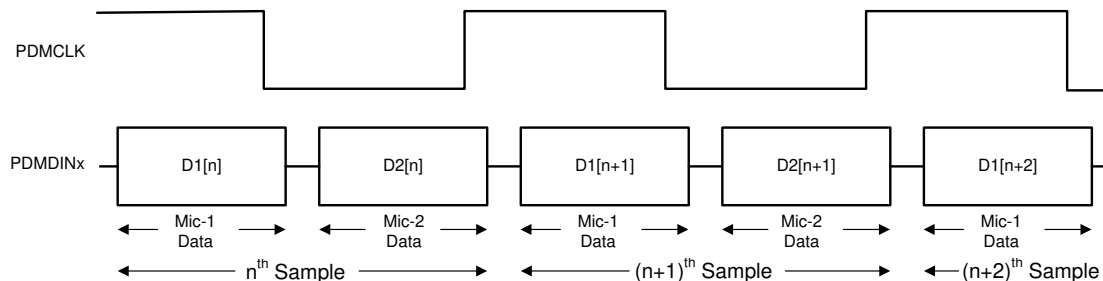 PDMCLK
PDMDINx
D1[n]
D2[n]
D1[n+1]
D2[n+1]
D1[n+2]
Mic-1
Data
Mic-2
Data
Mic-1
Data
Mic-2
Data
Mic-1
Data
nth Sample
(n+1)th Sample
(n+2)th Sample